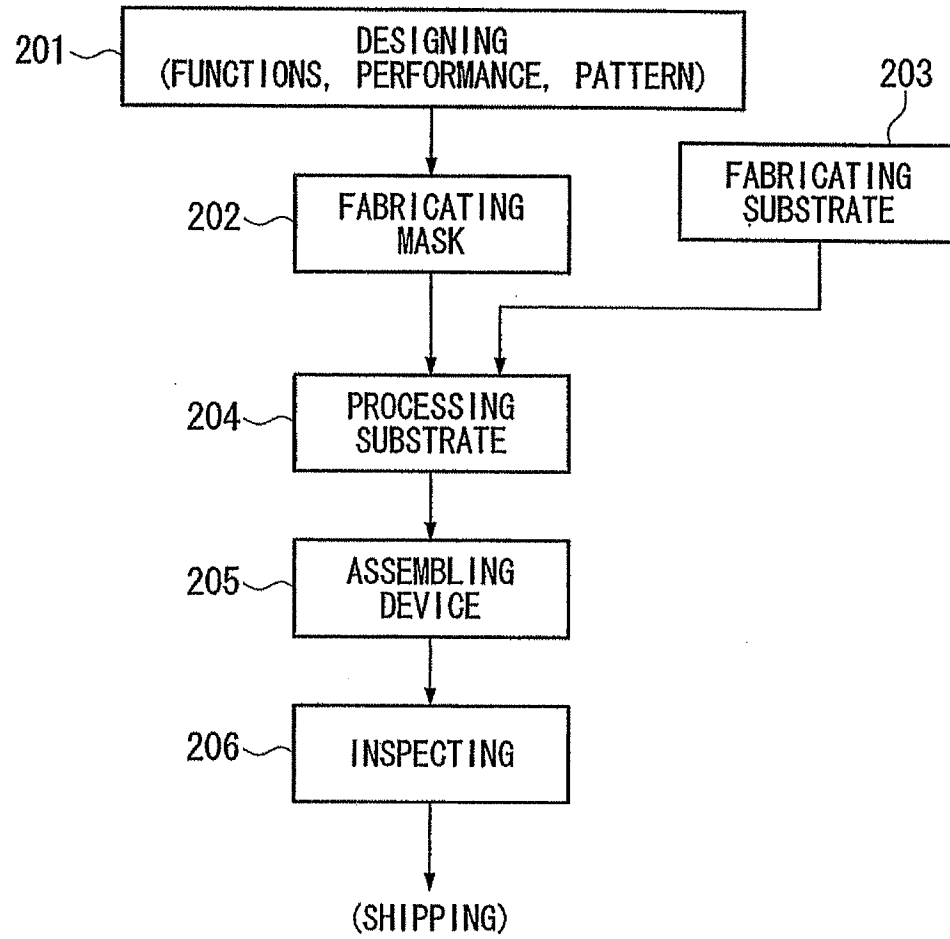 201
DESIGNING
(FUNCTIONS, PERFORMANCE, PATTERN)
203
FABRICATING
SUBSTRATE
202
FABRICATING
MASK
204
PROCESSING
SUBSTRATE
205
ASSEMBLING
DEVICE
206
INSPECTING
(SHIPPING)